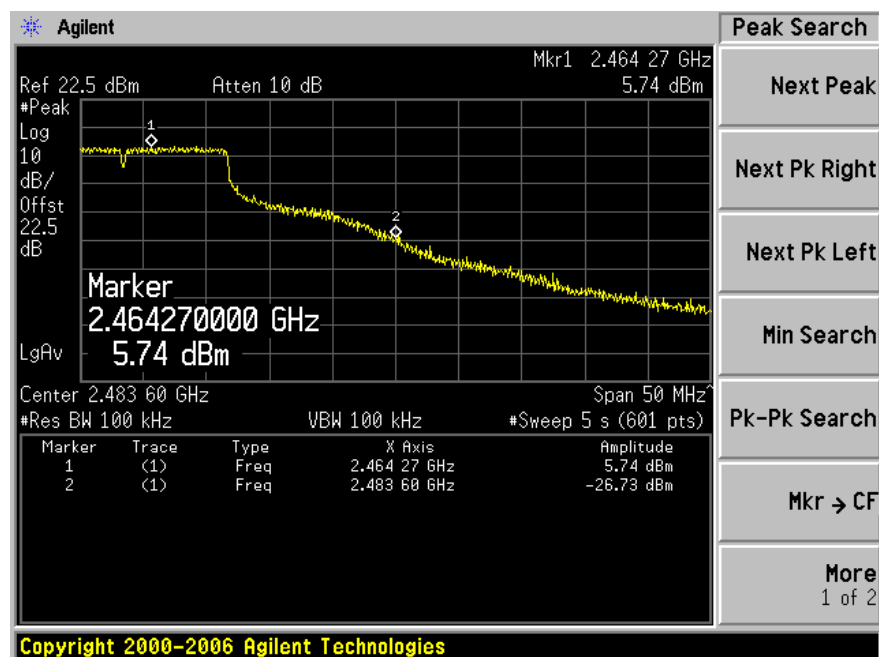 Agilent
Peak Search
Mkr1 2.464 27 GHz
Ref 22.5 dBm Atten 10 dB 5.74 dBm
#Peak
Log
10
dB/
Offst
22.5
dB
1
2
Marker
2.464270000 GHz
5.74 dBm
LgAv
Center 2.483 60 GHz Span 50 MHz^
#Res BW 100 kHz VBW 100 kHz #Sweep 5 s (601 pts)
Marker Trace Type X Axis Amplitude
1 (1) Freq 2.464 27 GHz 5.74 dBm
2 (1) Freq 2.483 60 GHz -26.73 dBm
Next Peak
Next Pk Right
Next Pk Left
Min Search
Pk-Pk Search
Mkr → CF
More
1 of 2
Copyright 2000-2006 Agilent Technologies